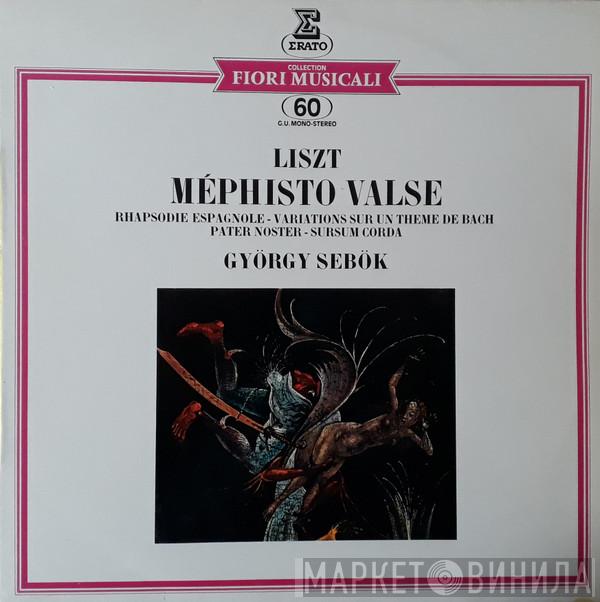 ERATO
COLLECTION
FIORI MUSICALI
60
G.U. MONO-STEREO
LISZT
MÉPHISTO VALSE
RHAPSODIE ESPAGNOLE - VARIATIONS SUR UN THEME DE BACH
PATER NOSTER - SURSUM CORDA
GYÖRGY SEBÖK
МАРКЕТ ВИНИЛА